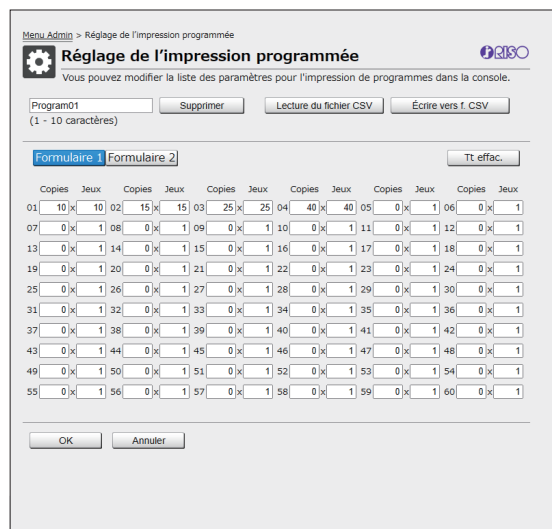 Menu Admin > Réglage de l'impression programmée
Réglage de l'impression programmée
RISO
Vous pouvez modifier la liste des paramètres pour l'impression de programmes dans la console.
Program01 Supprimer Lecture du fichier CSV Écrire vers f. CSV
(1 - 10 caractères)
Formulaire 1 Formulaire 2 Tt effac.
Copies Jeux Copies Jeux Copies Jeux Copies Jeux Copies Jeux Copies Jeux
01 10 x 10 02 15 x 15 03 25 x 25 04 40 x 40 05 0 x 1 06 0 x 1
07 0 x 1 08 0 x 1 09 0 x 1 10 0 x 1 11 0 x 1 12 0 x 1
13 0 x 1 14 0 x 1 15 0 x 1 16 0 x 1 17 0 x 1 18 0 x 1
19 0 x 1 20 0 x 1 21 0 x 1 22 0 x 1 23 0 x 1 24 0 x 1
25 0 x 1 26 0 x 1 27 0 x 1 28 0 x 1 29 0 x 1 30 0 x 1
31 0 x 1 32 0 x 1 33 0 x 1 34 0 x 1 35 0 x 1 36 0 x 1
37 0 x 1 38 0 x 1 39 0 x 1 40 0 x 1 41 0 x 1 42 0 x 1
43 0 x 1 44 0 x 1 45 0 x 1 46 0 x 1 47 0 x 1 48 0 x 1
49 0 x 1 50 0 x 1 51 0 x 1 52 0 x 1 53 0 x 1 54 0 x 1
55 0 x 1 56 0 x 1 57 0 x 1 58 0 x 1 59 0 x 1 60 0 x 1
OK Annuler